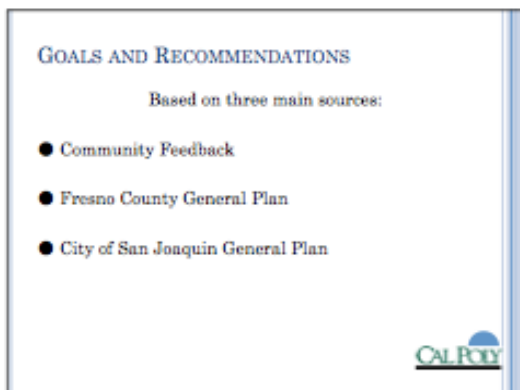 GOALS AND RECOMMENDATIONS
Based on three main sources:
● Community Feedback
● Fresno County General Plan
● City of San Joaquin General Plan
CAL POLY